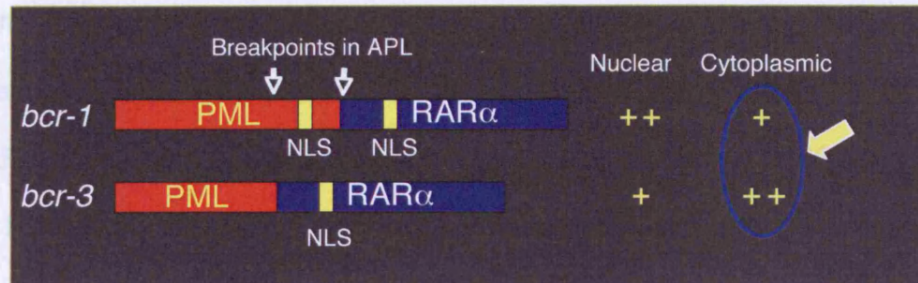 Breakpoints in APL
Nuclear Cytoplasmic
bcr-1 PML RARα ++ +
NLS NLS
bcr-3 PML RARα + ++
NLS